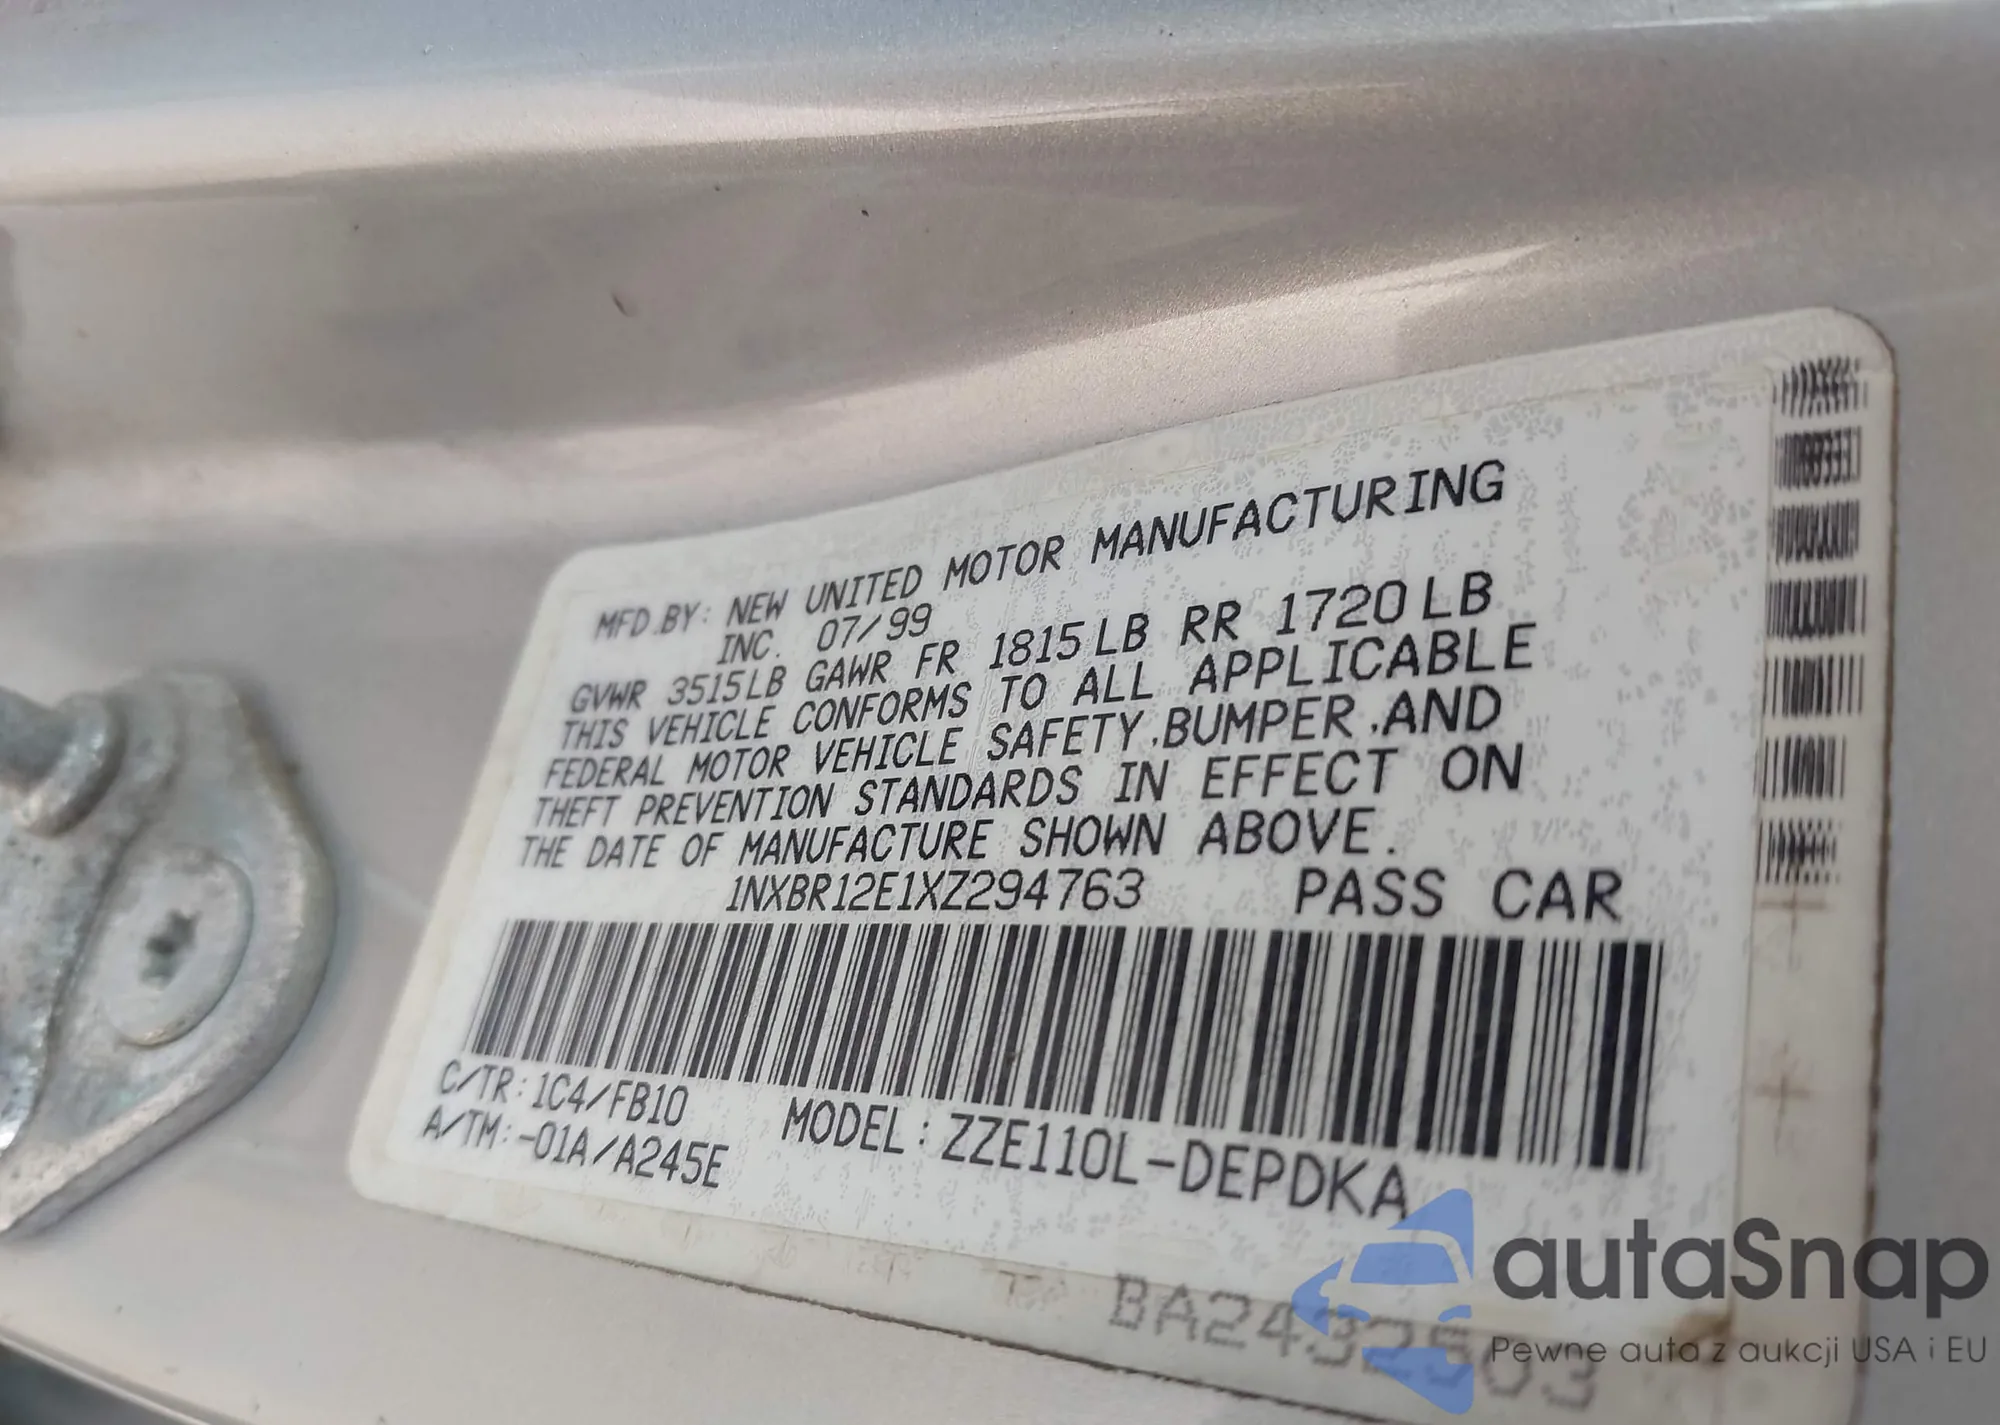 MFD.BY: NEW UNITED MOTOR MANUFACTURING
INC. 07/99
GVWR 3515LB GAWR FR 1815LB RR 1720LB
THIS VEHICLE CONFORMS TO ALL APPLICABLE
FEDERAL MOTOR VEHICLE SAFETY,BUMPER,AND
THEFT PREVENTION STANDARDS IN EFFECT ON
THE DATE OF MANUFACTURE SHOWN ABOVE.
1NXBR12E1XZ294763 PASS CAR
C/TR:1C4/FB10
A/TM:-01A/A245E
MODEL:ZZE110L-DEPDKA
BA2432503
autaSnap
Pewne auta z aukcji USA i EU